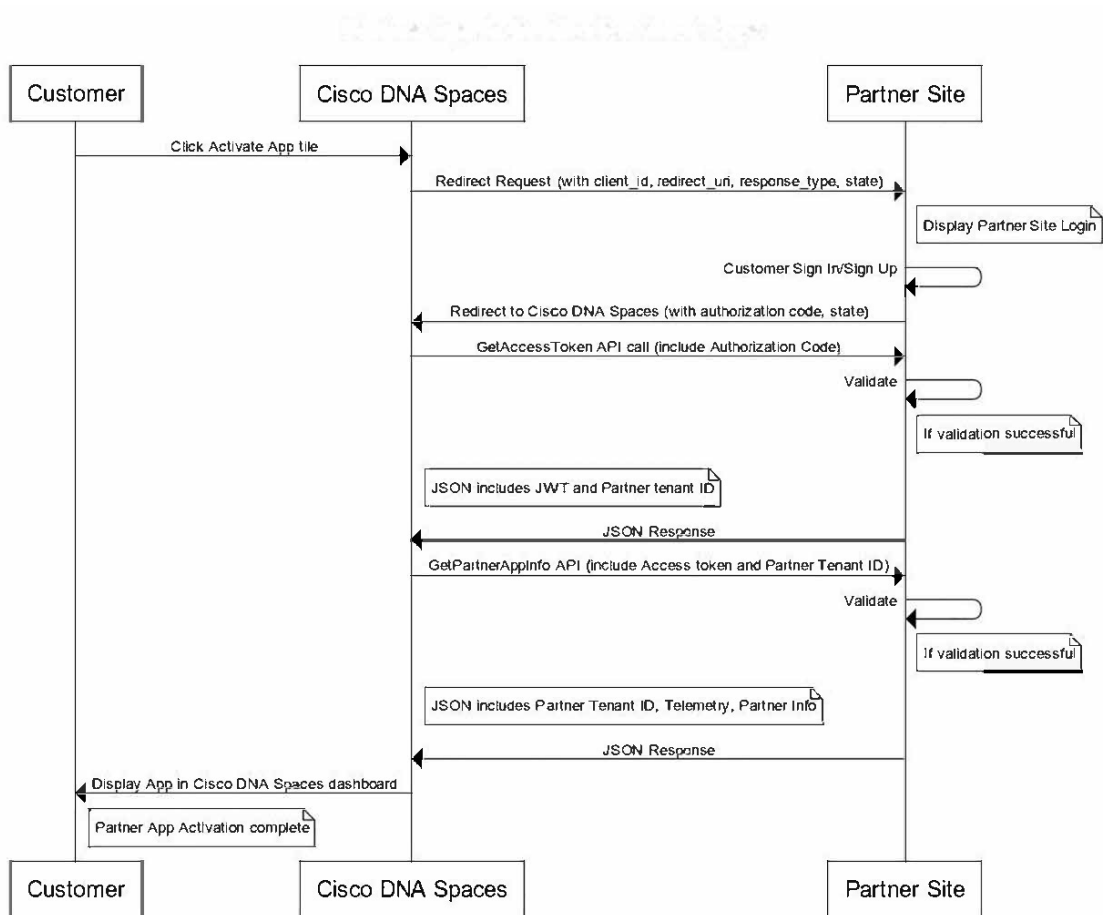 Customer
Cisco DNA Spaces
Partner Site
Click Activate App tile
Redirect Request (with client_id, redirect_uri, response_type, state)
Display Partner Site Login
Customer Sign In/Sign Up
Redirect to Cisco DNA Spaces (with authorization code, state)
GetAccessToken API call (include Authorization Code)
Validate
If validation successful
JSON includes JWT and Partner tenant ID
JSON Response
GetPartnerAppInfo API (include Access token and Partner Tenant ID)
Validate
If validation successful
JSON includes Partner Tenant ID, Telemetry, Partner Info
JSON Response
Display App in Cisco DNA Spaces dashboard
Partner App Activation complete
Customer
Cisco DNA Spaces
Partner Site